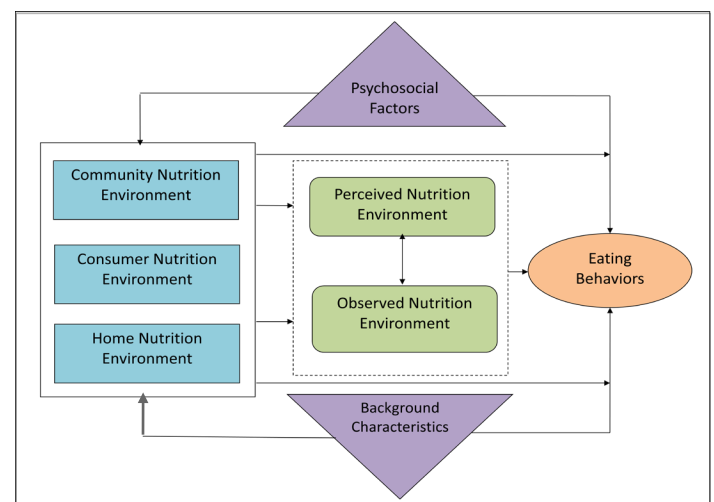 Psychosocial
Factors
Community Nutrition
Environment
Consumer Nutrition
Environment
Home Nutrition
Environment
Perceived Nutrition
Environment
Observed Nutrition
Environment
Eating
Behaviors
Background
Characteristics